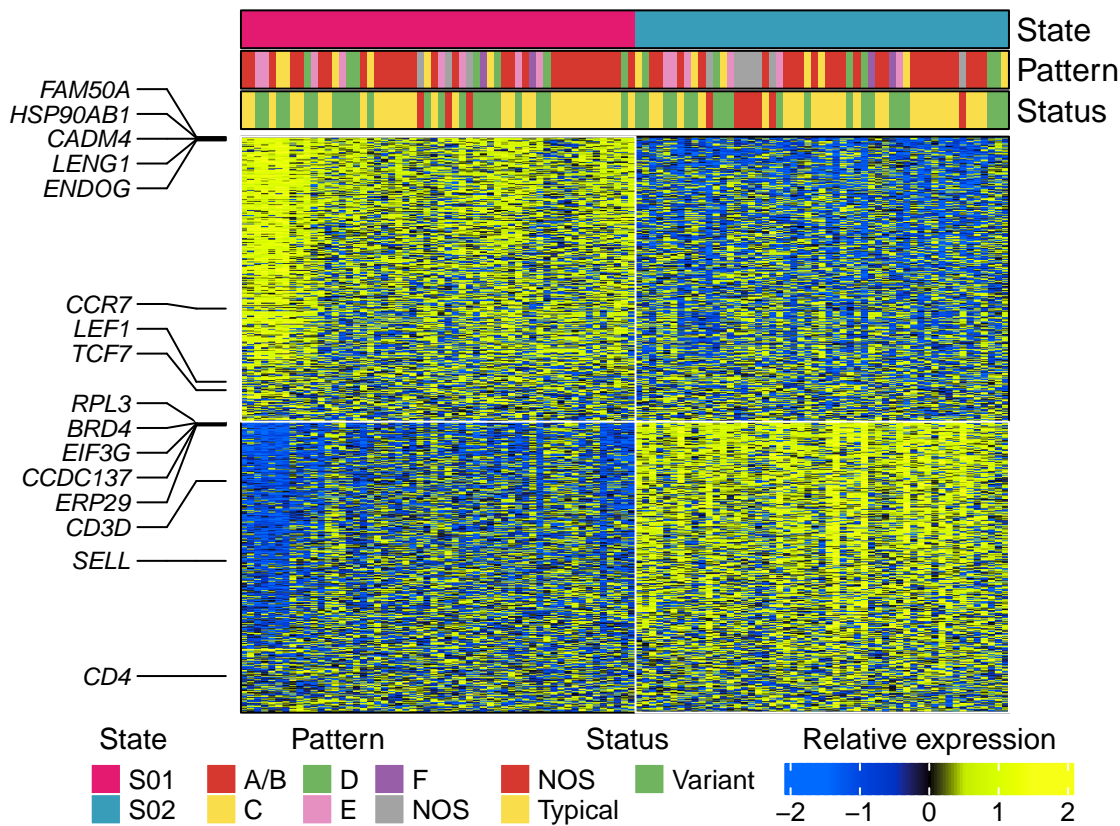 State
Pattern
Status
FAM50A
HSP90AB1
CADM4
LENG1
ENDOG
CCR7
LEF1
TCF7
RPL3
BRD4
EIF3G
CCDC137
ERP29
CD3D
SELL
CD4
State Pattern Status Relative expression
S01 A/B D F NOS Variant
S02 C E NOS Typical
−2 −1 0 1 2